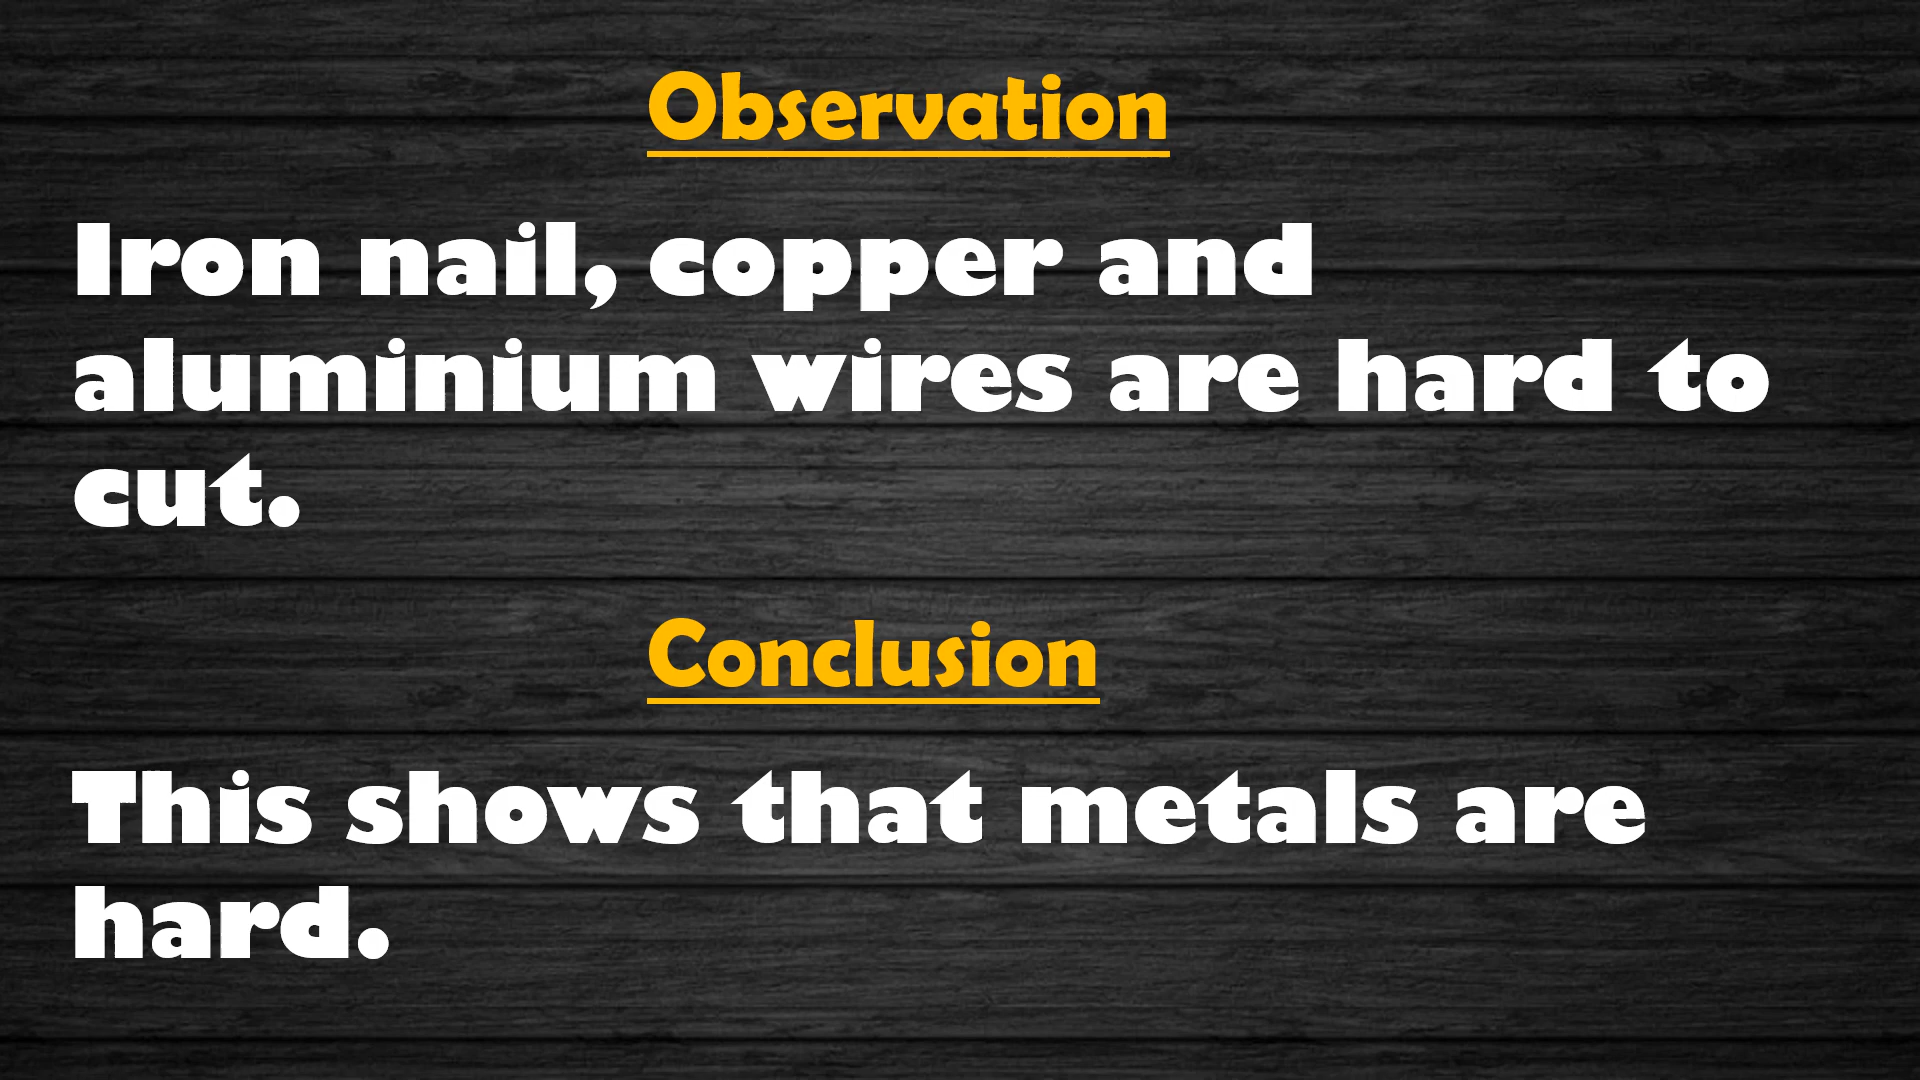 Observation
Iron nail, copper and
aluminium wires are hard to
cut.
Conclusion
This shows that metals are
hard.